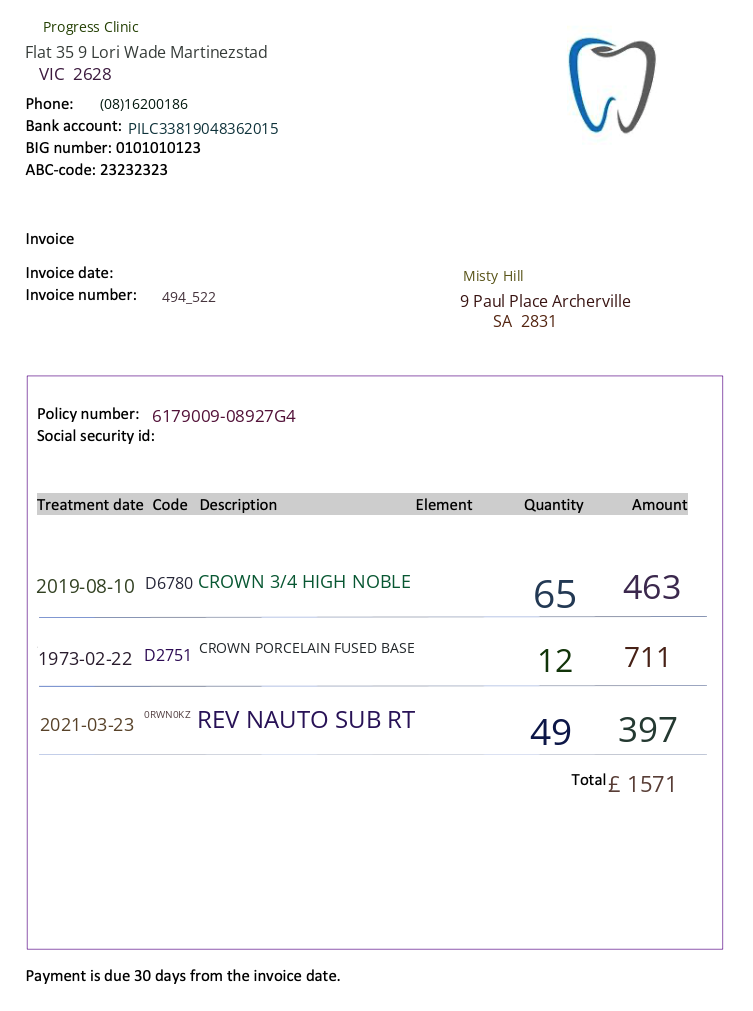 Progress Clinic
Flat 35 9 Lori Wade Martinezstad
VIC 2628
Phone: (08)16200186
Bank account: PILC33819048362015
BIG number: 0101010123
ABC-code: 23232323
Invoice
Invoice date:
Invoice number: 494_522
Misty Hill
9 Paul Place Archerville
SA 2831
Policy number: 6179009-08927G4
Social security id:
Treatment date Code Description Element Quantity Amount
2019-08-10 D6780 CROWN 3/4 HIGH NOBLE 65 463
1973-02-22 D2751 CROWN PORCELAIN FUSED BASE 12 711
2021-03-23 0RWN0KZ REV NAUTO SUB RT 49 397
Total £ 1571
Payment is due 30 days from the invoice date.